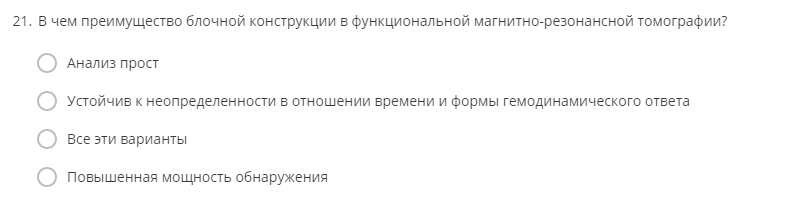 21. В чем преимущество блочной конструкции в функциональной магнитно-резонансной томографии?
Анализ прост
Устойчив к неопределенности в отношении времени и формы гемодинамического ответа
Все эти варианты
Повышенная мощность обнаружения